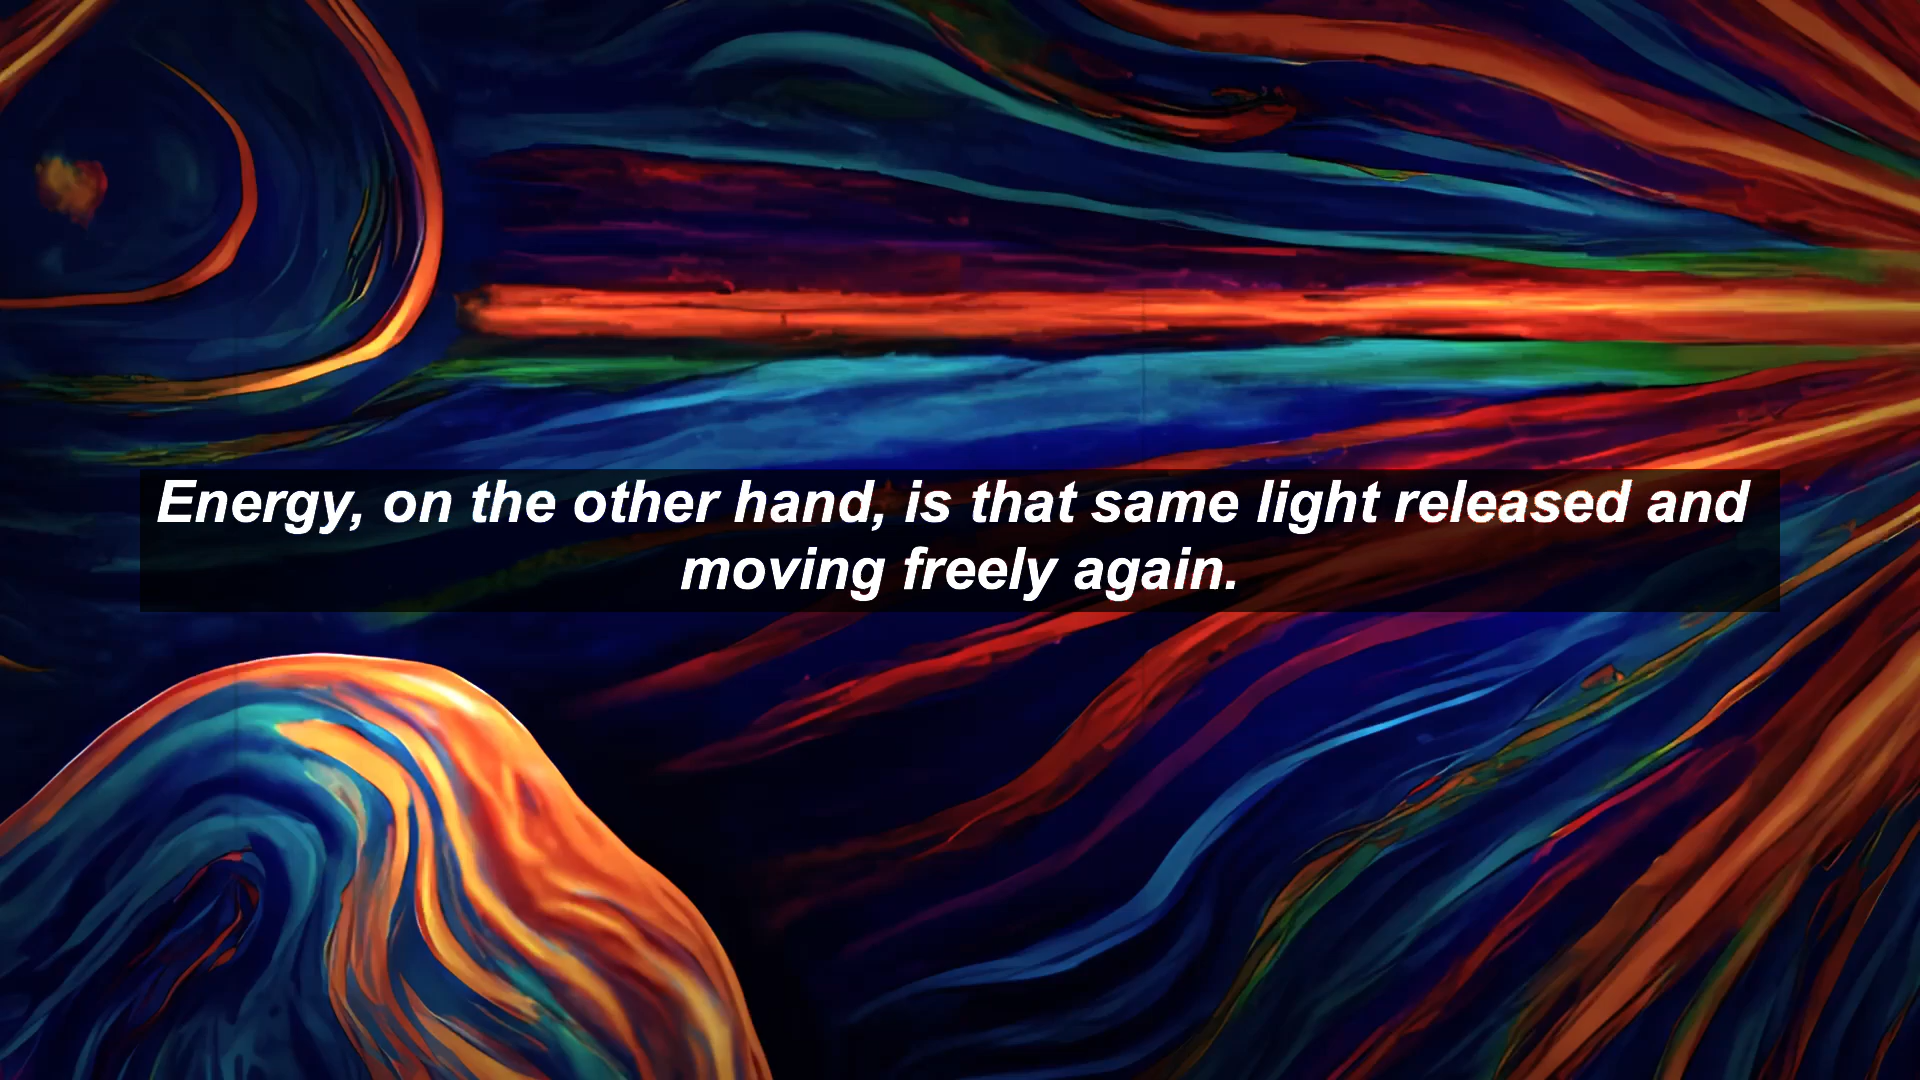 Energy, on the other hand, is that same light released and
moving freely again.